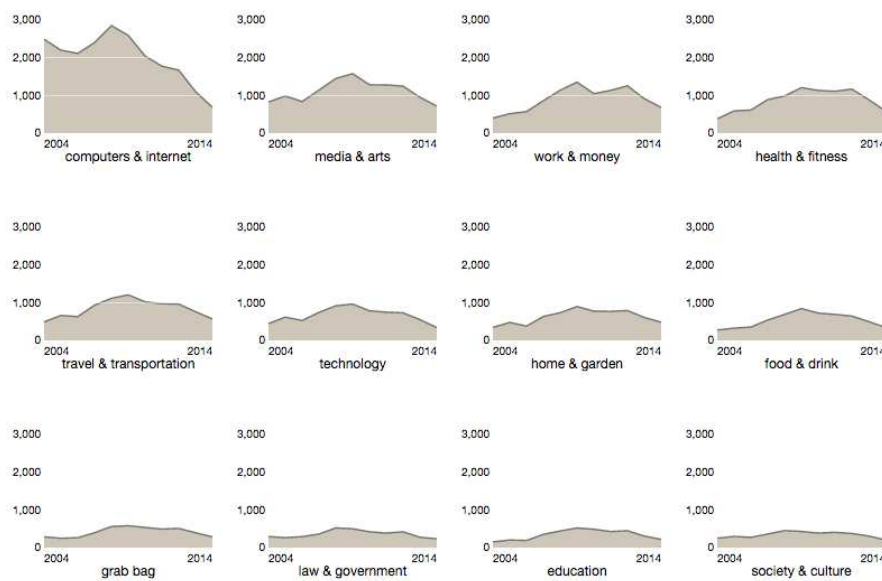 3,000 3,000 3,000 3,000
2,000 2,000 2,000 2,000
1,000 1,000 1,000 1,000
0 0 0 0
2004 2014 2004 2014 2004 2014 2004 2014
computers & internet media & arts work & money health & fitness
3,000 3,000 3,000 3,000
2,000 2,000 2,000 2,000
1,000 1,000 1,000 1,000
0 0 0 0
2004 2014 2004 2014 2004 2014 2004 2014
travel & transportation technology home & garden food & drink
3,000 3,000 3,000 3,000
2,000 2,000 2,000 2,000
1,000 1,000 1,000 1,000
0 0 0 0
2004 2014 2004 2014 2004 2014 2004 2014
grab bag law & government education society & culture